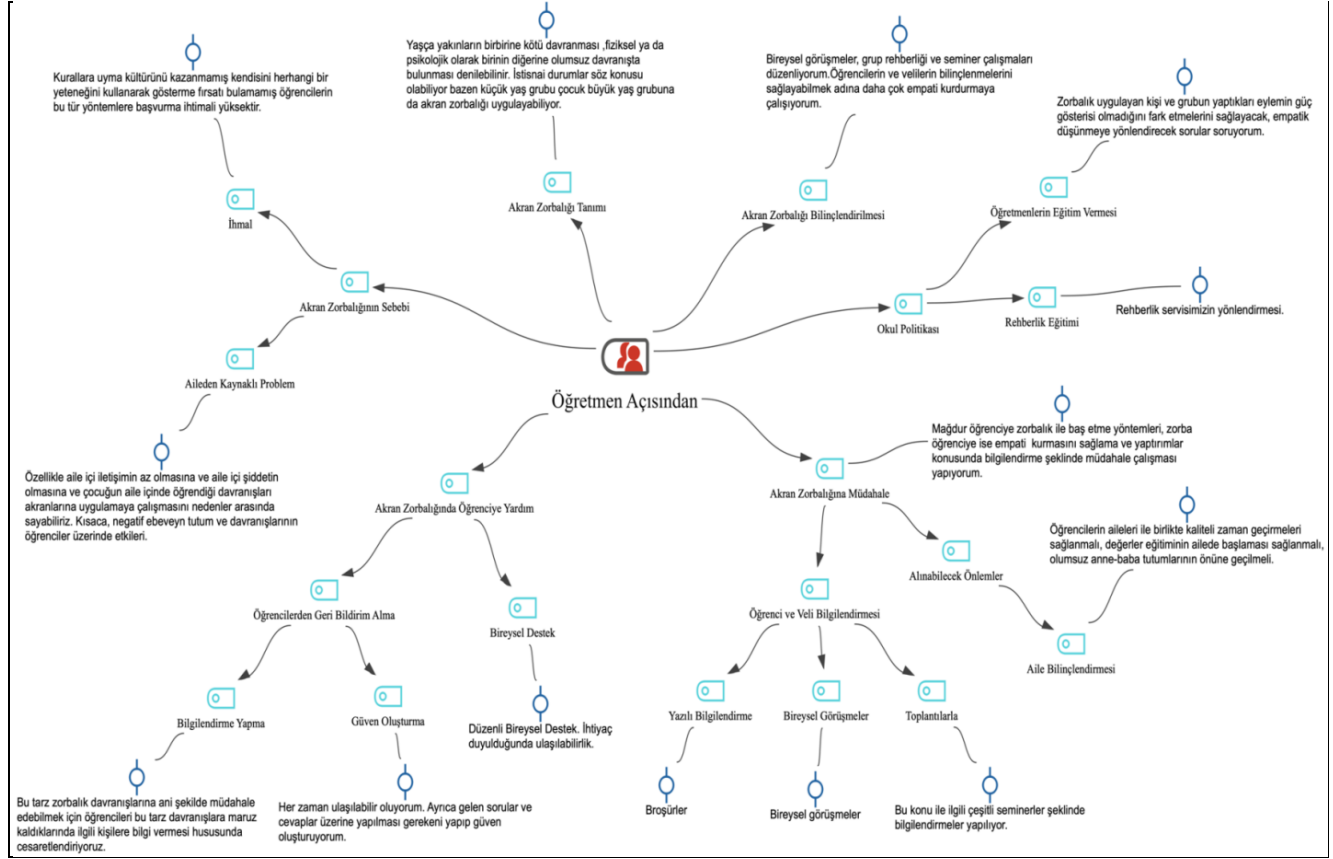 Kurallara uyma kültürünü kazanmamış kendisini herhangi bir
yeteneğini kullanarak gösterme fırsatı bulamamış öğrencilerin
bu tür yöntemlere başvurma ihtimali yüksektir.
Yaşça yakınların birbirine kötü davranması ,fiziksel ya da
psikolojik olarak birinin diğerine olumsuz davranışta
bulunması denilebilinir. İstisnai durumlar söz konusu
olabiliyor bazen küçük yaş grubu çocuk büyük yaş grubuna
da akran zorbalığı uygulayabiliyor.
Bireysel görüşmeler, grup rehberliği ve seminer çalışmaları
düzenliyorum.Öğrencilerin ve velilerin bilinçlenmelerini
sağlayabilmek adına daha çok empati kurdurmaya
çalışıyorum.
Zorbalık uygulayan kişi ve grubun yaptıkları eylemin güç
gösterisi olmadığını fark etmelerini sağlayacak, empatik
düşünmeye yönlendirecek sorular soruyorum.
İhmal
Akran Zorbalığı Tanımı
Akran Zorbalığı Bilinçlendirilmesi
Öğretmenlerin Eğitim Vermesi
Akran Zorbalığının Sebebi
Okul Politikası
Rehberlik Eğitimi
Rehberlik servisimizin yönlendirmesi.
Aileden Kaynaklı Problem
Öğretmen Açısından
Özellikle aile içi iletişimin az olmasına ve aile içi şiddetin
olmasına ve çocuğun aile içinde öğrendiği davranışları
akranlarına uygulamaya çalışmasını nedenler arasında
sayabiliriz. Kısaca, negatif ebeveyn tutum ve davranışlarının
öğrenciler üzerinde etkileri.
Akran Zorbalığında Öğrenciye Yardım
Akran Zorbalığına Müdahale
Mağdur öğrenciye zorbalık ile baş etme yöntemleri, zorba
öğrenciye ise empati kurmasını sağlama ve yaptırımlar
konusunda bilgilendirme şeklinde müdahale çalışması
yapıyorum.
Öğrencilerin aileleri ile birlikte kaliteli zaman geçirmeleri
sağlanmalı, değerler eğitiminin ailede başlaması sağlanmalı,
olumsuz anne-baba tutumlarının önüne geçilmeli.
Alınabilecek Önlemler
Öğrencilerden Geri Bildirim Alma
Bireysel Destek
Öğrenci ve Veli Bilgilendirmesi
Aile Bilinçlendirmesi
Bilgilendirme Yapma
Güven Oluşturma
Düzenli Bireysel Destek. İhtiyaç
duyulduğunda ulaşılabilirlik.
Yazılı Bilgilendirme
Bireysel Görüşmeler
Toplantılarla
Bu tarz zorbalık davranışlarına ani şekilde müdahale
edebilmek için öğrencileri bu tarz davranışlara maruz
kaldıklarında ilgili kişilere bilgi vermesi hususunda
cesaretlendiriyoruz.
Her zaman ulaşılabilir oluyorum. Ayrıca gelen sorular ve
cevaplar üzerine yapılması gerekeni yapıp güven
oluşturuyorum.
Broşürler
Bireysel görüşmeler
Bu konu ile ilgili çeşitli seminerler şeklinde
bilgilendirmeler yapılıyor.